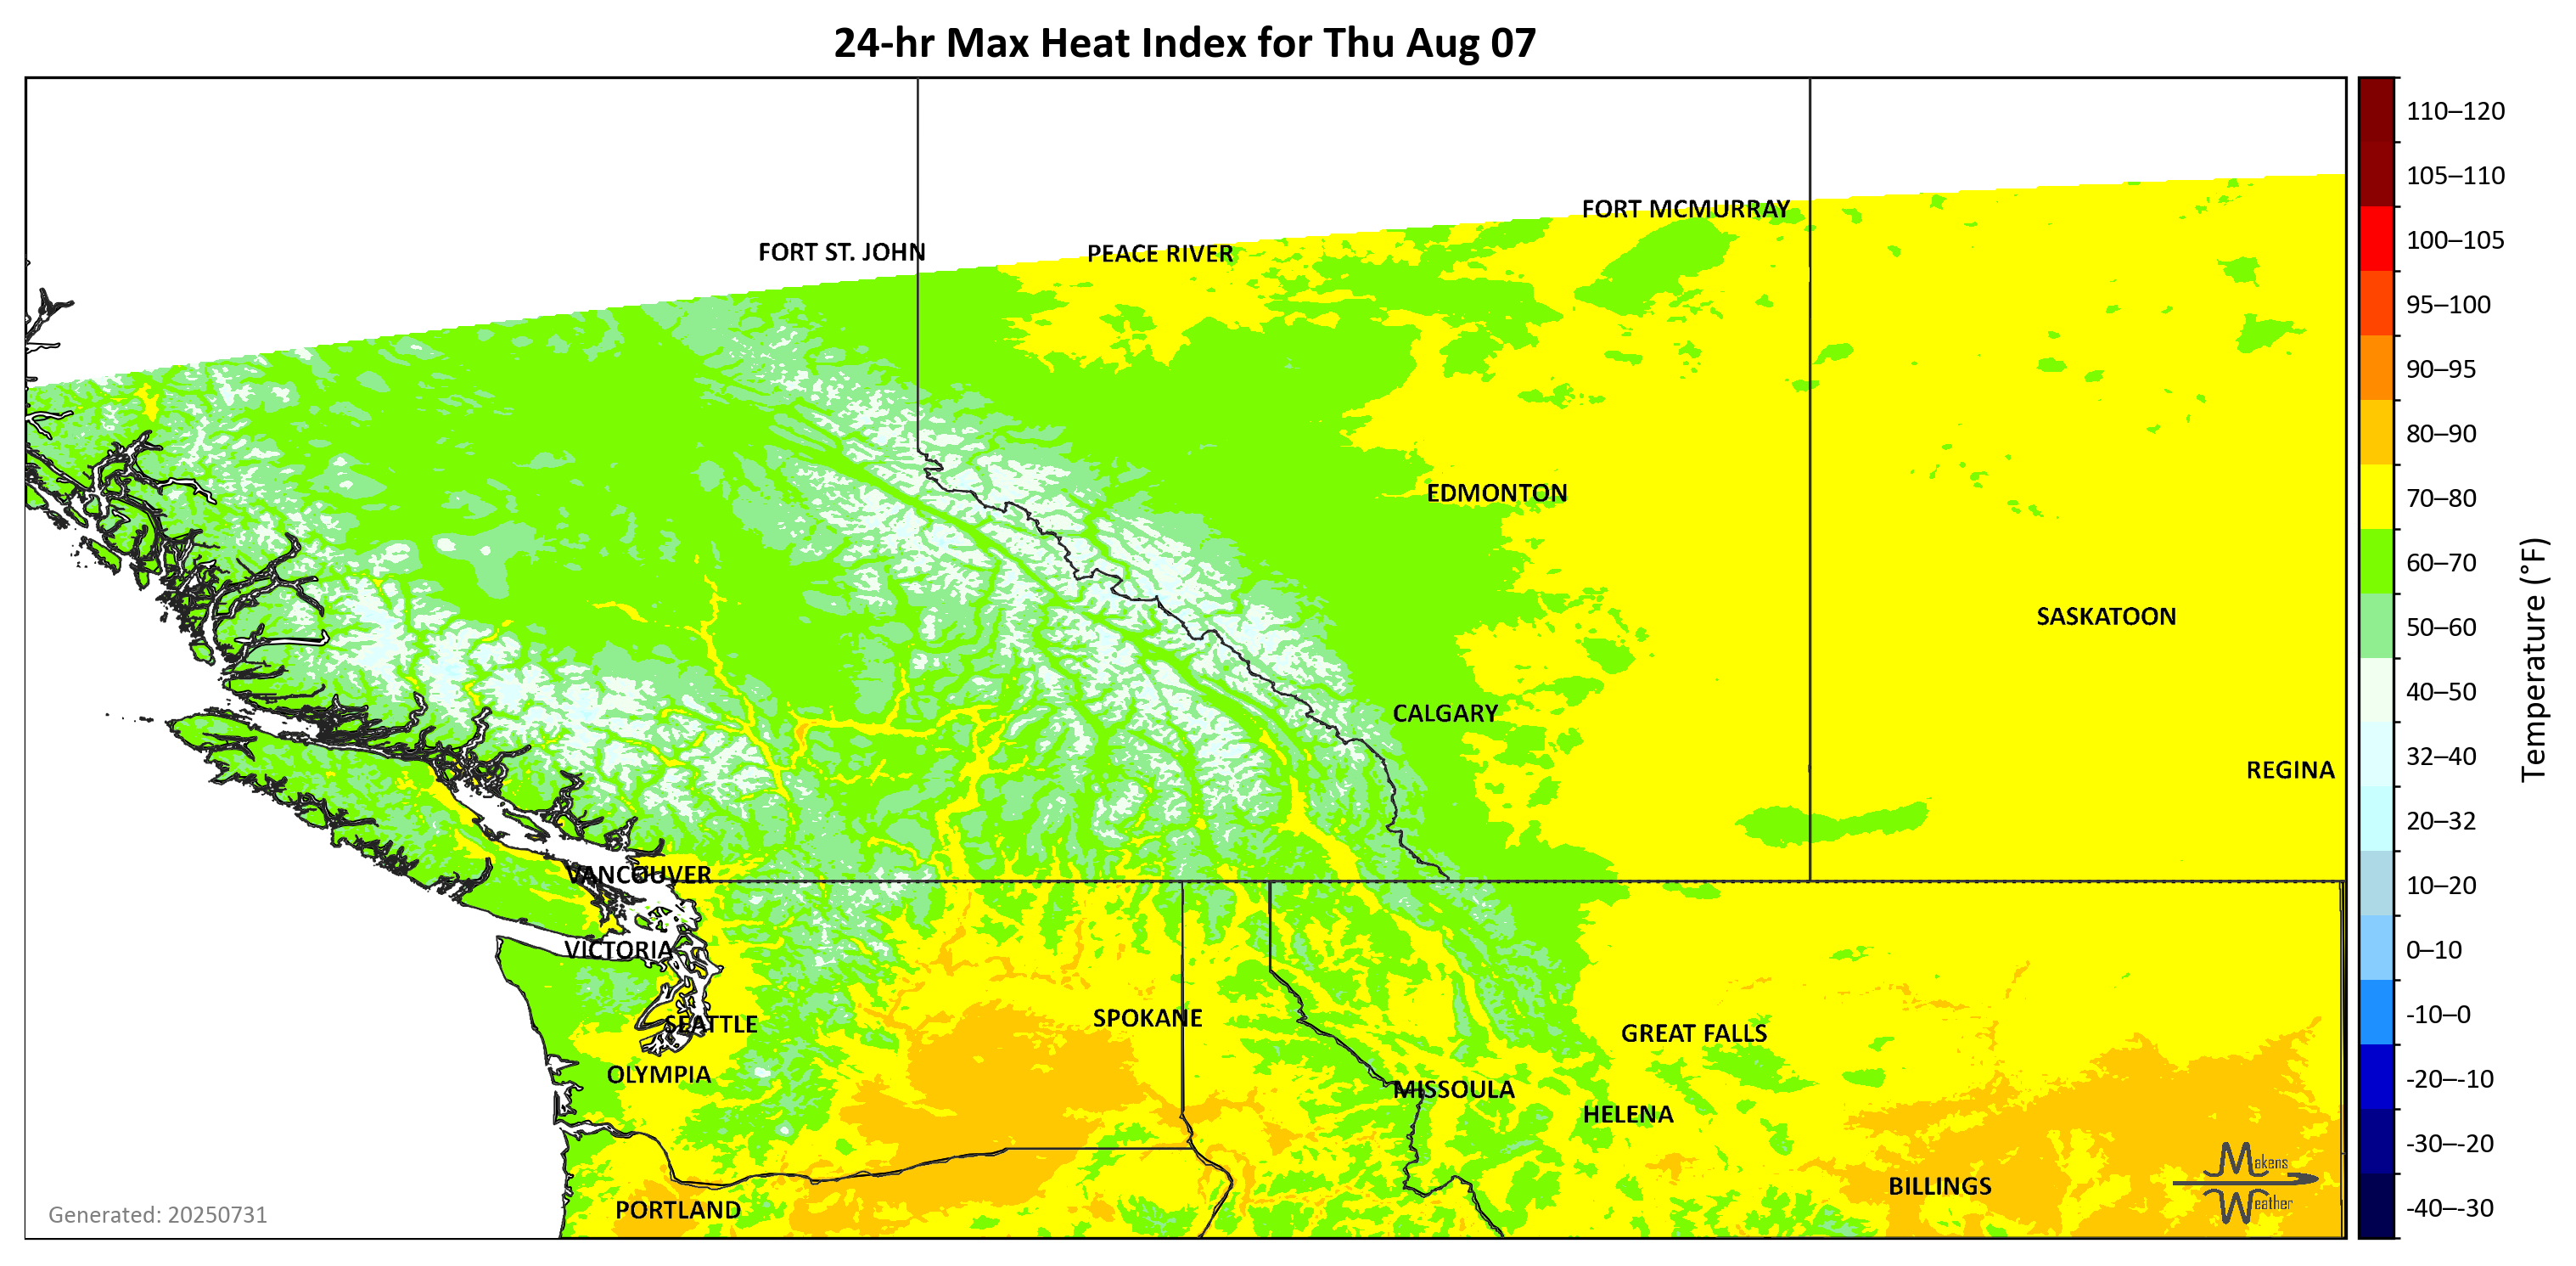 24-hr Max Heat Index for Thu Aug 07
110–120
105–110
FORT MCMURRAY
100–105
FORT ST. JOHN
PEACE RIVER
95–100
90–95
80–90
EDMONTON
70–80
60–70
SASKATOON
50–60
Temperature (°F)
CALGARY
40–50
REGINA
32–40
20–32
VANCOUVER
10–20
VICTORIA
0–10
SEATTLE
SPOKANE
GREAT FALLS
-10–0
OLYMPIA
MISSOULA
-20–-10
HELENA
-30–-20
Makens
Weather
BILLINGS
PORTLAND
-40–-30
Generated: 20250731